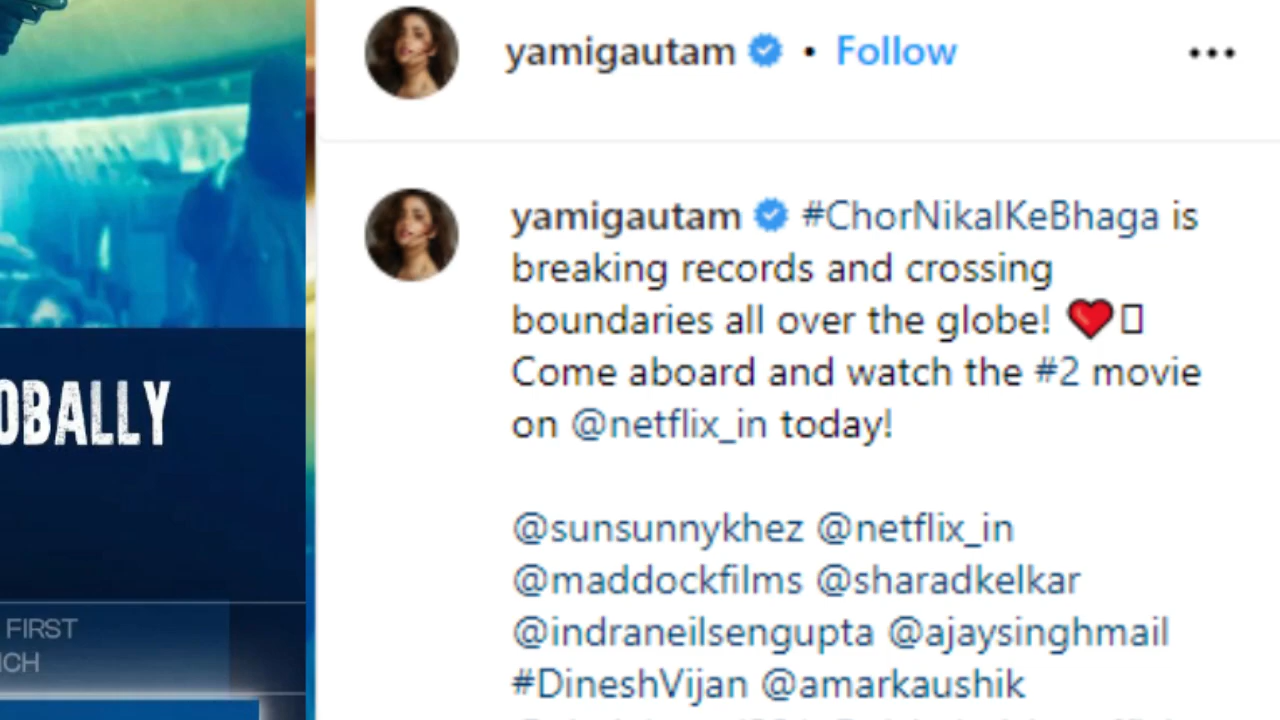 yamigautam • Follow
yamigautam #ChorNikalKeBhaga is
breaking records and crossing
boundaries all over the globe! ❤️
Come aboard and watch the #2 movie
on @netflix_in today!
@sunsunnykhez @netflix_in
@maddockfilms @sharadkelkar
@indraneilsengupta @ajaysinghmail
#DineshVijan @amarkaushik
OBALLY
FIRST
CH